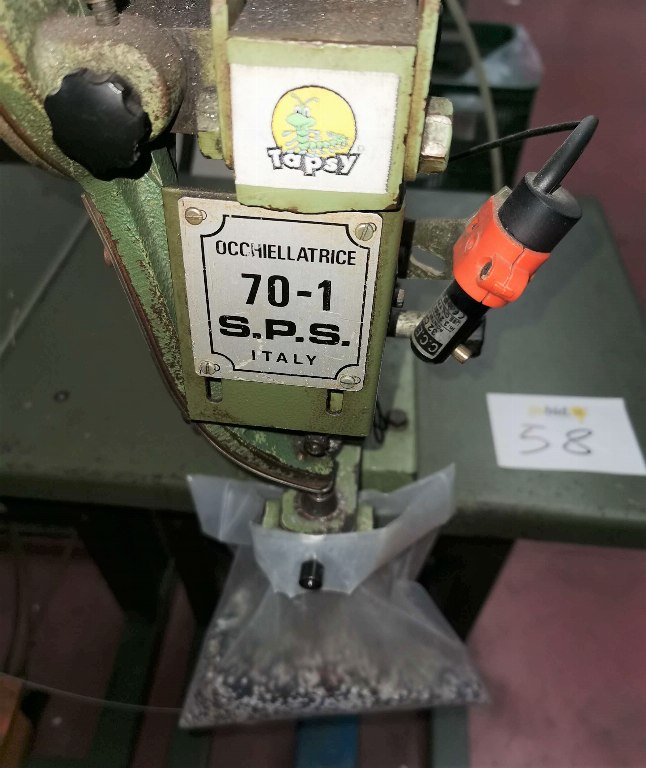 Tapsy
OCCHIELLATRICE
70-1
S.P.S.
ITALY
58